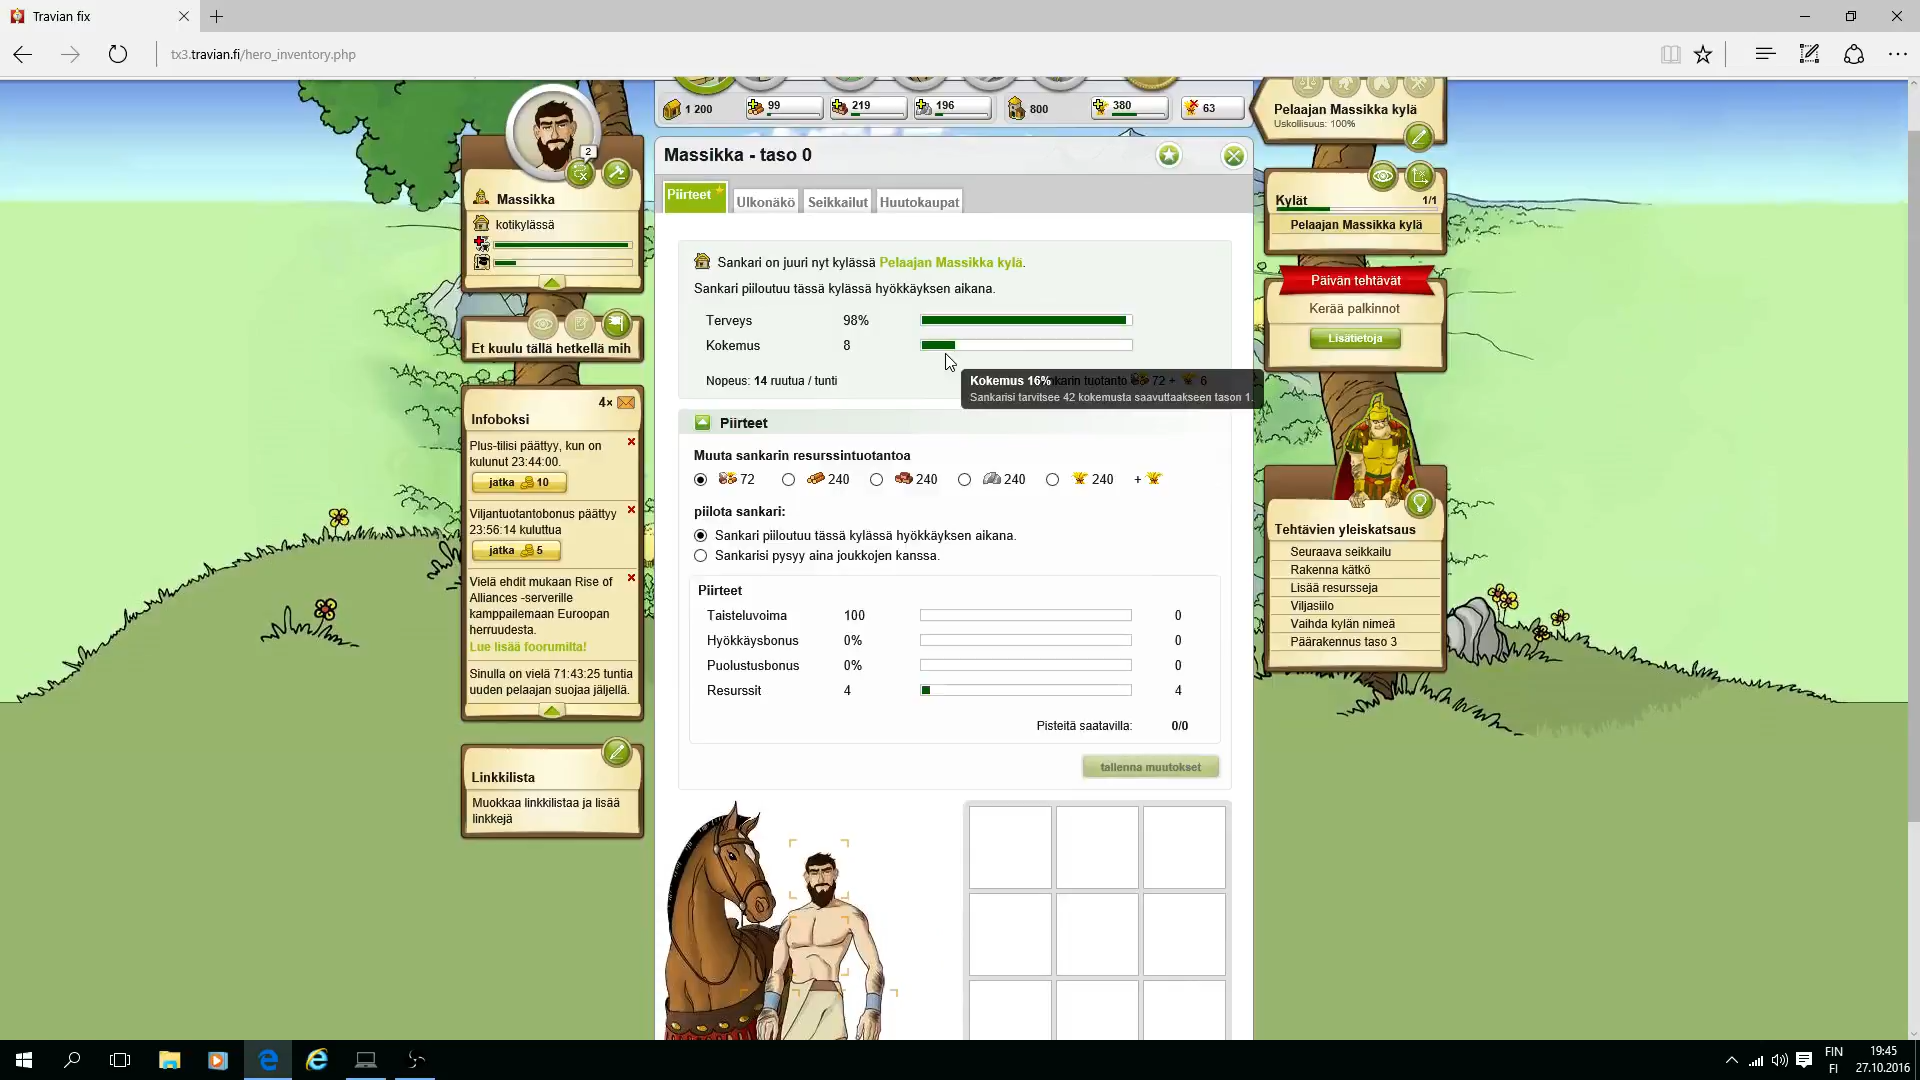 Travian fix
tx3.travian.fi/hero_inventory.php
1 200
99
219
196
800
380
63
Pelaajan Massikka kylä
Uskollisuus: 100%
2
Massikka
kotikylässä
Et kuulu tällä hetkellä mih
4×
Infoboksi
Plus-tilisi päättyy, kun on
kulunut 23:44:00.
jatka 10
Viljantuotantobonus päättyy
23:56:14 kuluttua
jatka 5
Vielä ehdit mukaan Rise of
Alliances -serverille
kamppailemaan Euroopan
herruudesta.
Lue lisää foorumilta!
Sinulla on vielä 71:43:25 tuntia
uuden pelaajan suojaa jäljellä.
Linkkilista
Muokkaa linkkilistaa ja lisää
linkkejä
Massikka - taso 0
Piirteet
Ulkonäkö
Seikkailut
Huutokaupat
Sankari on juuri nyt kylässä Pelaajan Massikka kylä.
Sankari piiloutuu tässä kylässä hyökkäyksen aikana.
Terveys 98%
Kokemus 8
Nopeus: 14 ruutua / tunti
karin tuotanto 72 + 6
Kokemus 16%
Sankarisi tarvitsee 42 kokemusta saavuttaakseen tason 1.
Piirteet
Muuta sankarin resurssintuotantoa
72 240 240 240 240 +
piilota sankari:
Sankari piiloutuu tässä kylässä hyökkäyksen aikana.
Sankarisi pysyy aina joukkojen kanssa.
Piirteet
Taisteluvoima 100 0
Hyökkäysbonus 0% 0
Puolustusbonus 0% 0
Resurssit 4 4
Pisteitä saatavilla: 0/0
tallenna muutokset
Kylät 1/1
Pelaajan Massikka kylä
Päivän tehtävät
Kerää palkinnot
Lisätietoja
Tehtävien yleiskatsaus
Seuraava seikkailu
Rakenna kätkö
Lisää resursseja
Viljasiilo
Vaihda kylän nimeä
Päärakennus taso 3
FIN
FI
19:45
27.10.2016